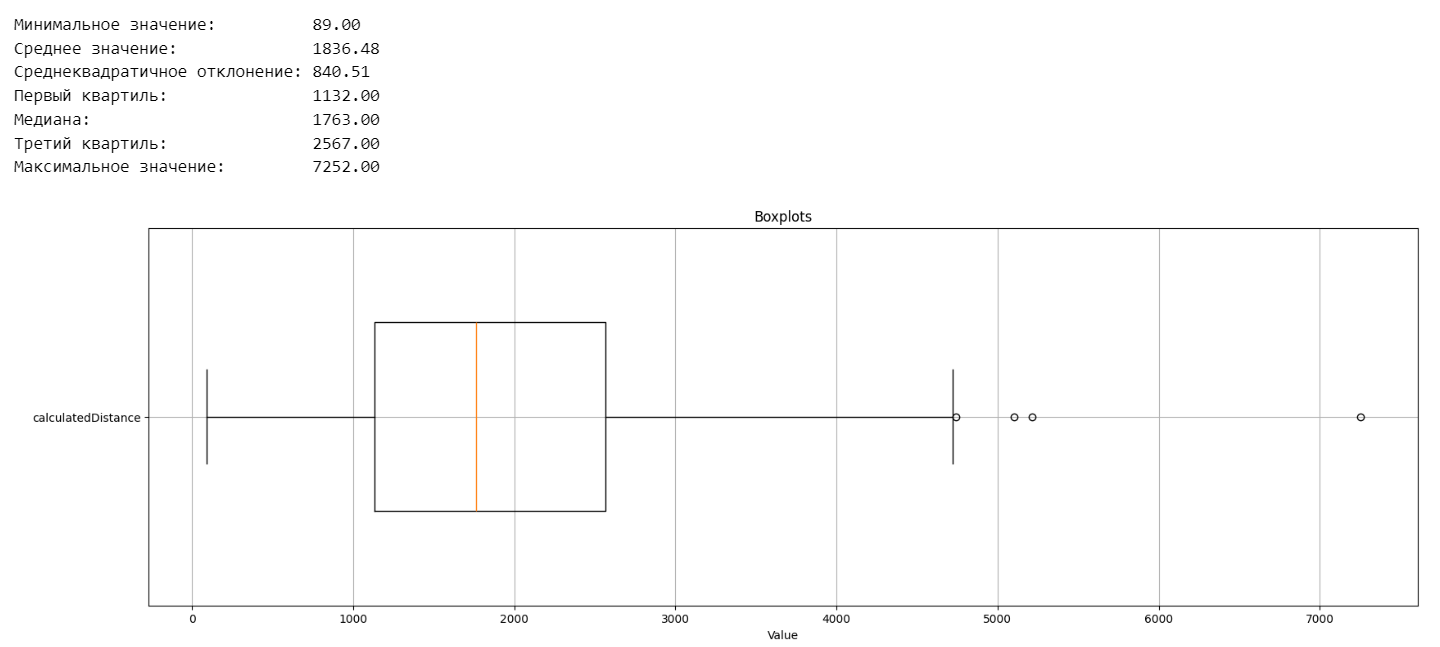 Минимальное значение: 89.00
Среднее значение: 1836.48
Среднеквадратичное отклонение: 840.51
Первый квартиль: 1132.00
Медиана: 1763.00
Третий квартиль: 2567.00
Максимальное значение: 7252.00
Boxplots
calculatedDistance
0 1000 2000 3000 4000 5000 6000 7000
Value